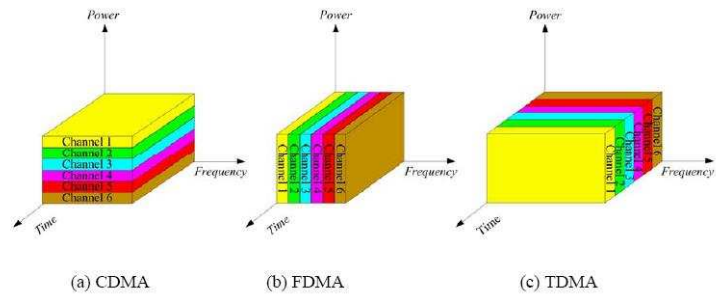 Power
Frequency
Time
Channel 1
Channel 2
Channel 3
Channel 4
Channel 5
Channel 6
(a) CDMA
Power
Frequency
Time
Channel 1
Channel 2
Channel 3
Channel 4
Channel 5
Channel 6
(b) FDMA
Power
Frequency
Time
Channel 1
Channel 2
Channel 3
Channel 4
Channel 5
Channel 6
(c) TDMA